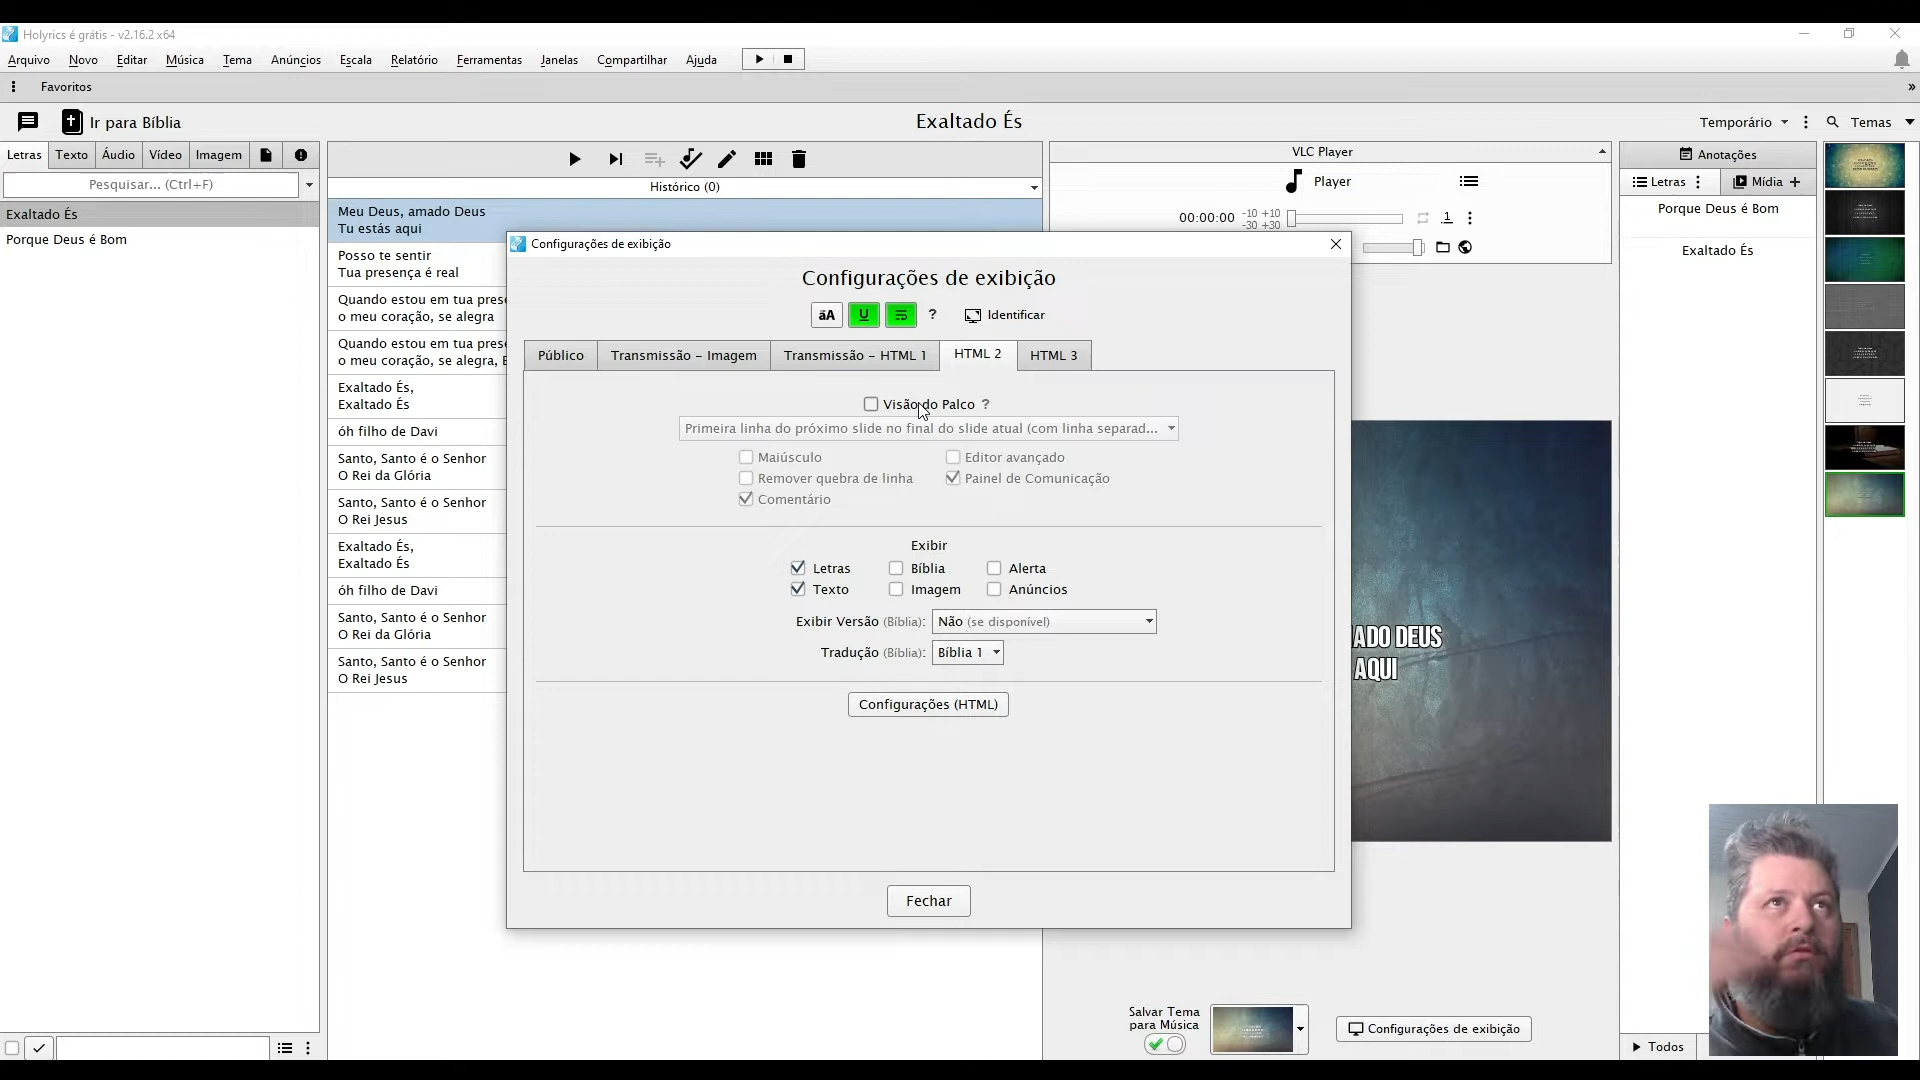 Holyrics é grátis - v2.16.2 x64
Arquivo Novo Editar Música Tema Anúncios Escala Relatório Ferramentas Janelas Compartilhar Ajuda
Favoritos »
Ir para Bíblia
Exaltado És
Temporário Temas
Letras Texto Áudio Vídeo Imagem
Pesquisar... (Ctrl+F)
Exaltado És
Porque Deus é Bom
Histórico (0)
Meu Deus, amado Deus
Tu estás aqui
Posso te sentir
Tua presença é real
Quando estou em tua prese
o meu coração, se alegra
Quando estou em tua prese
o meu coração, se alegra, E
Exaltado És,
Exaltado És
óh filho de Davi
Santo, Santo é o Senhor
O Rei da Glória
Santo, Santo é o Senhor
O Rei Jesus
Exaltado És,
Exaltado És
óh filho de Davi
Santo, Santo é o Senhor
O Rei da Glória
Santo, Santo é o Senhor
O Rei Jesus
VLC Player
Player
00:00:00 -10 +10
-30 +30
.1
Anotações
Letras Mídia +
Porque Deus é Bom
Exaltado És
Configurações de exibição
Configurações de exibição
äA U ? Identificar
Público Transmissão - Imagem Transmissão - HTML 1 HTML 2 HTML 3
Visão do Palco ?
Primeira linha do próximo slide no final do slide atual (com linha separad...
Maiúsculo Editor avançado
Remover quebra de linha Painel de Comunicação
Comentário
Exibir
Letras Bíblia Alerta
Texto Imagem Anúncios
Exibir Versão (Bíblia): Não (se disponível)
Tradução (Bíblia): Bíblia 1
Configurações (HTML)
Fechar
ADO DEUS
AQUI
Salvar Tema
para Música
Configurações de exibição
Todos